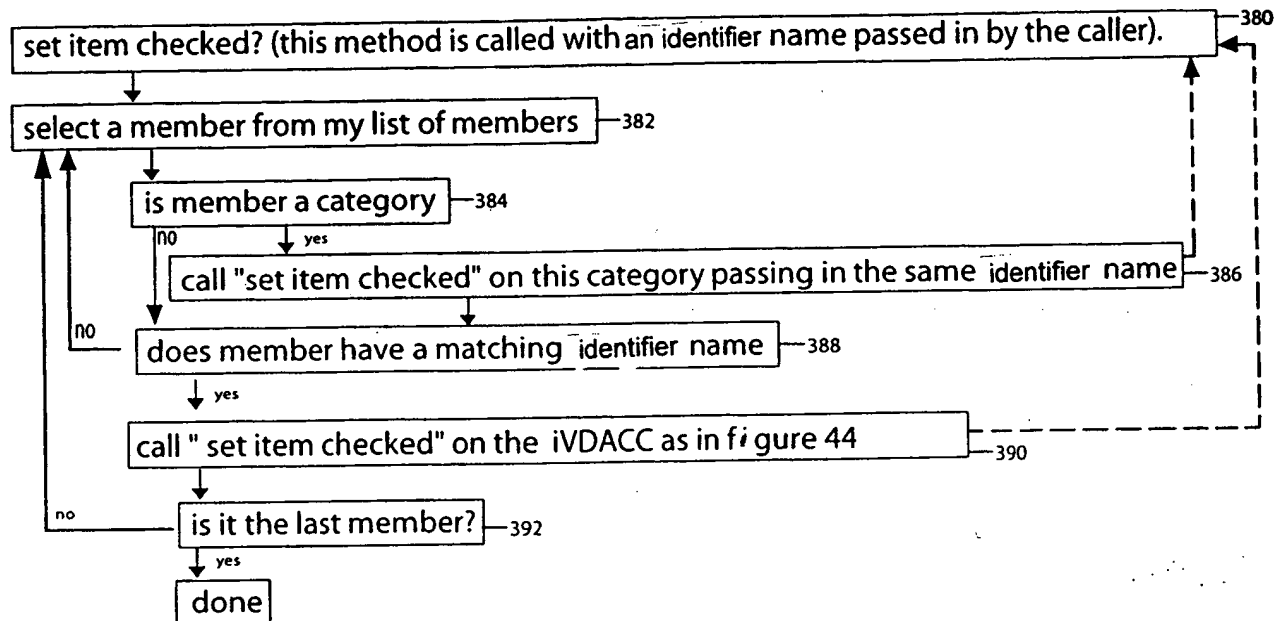 set item checked? (this method is called with an identifier name passed in by the caller).
380
select a member from my list of members
382
is member a category
384
no
yes
call "set item checked" on this category passing in the same identifier name
386
no
does member have a matching identifier name
388
yes
call " set item checked" on the iVDACC as in figure 44
390
no
is it the last member?
392
yes
done